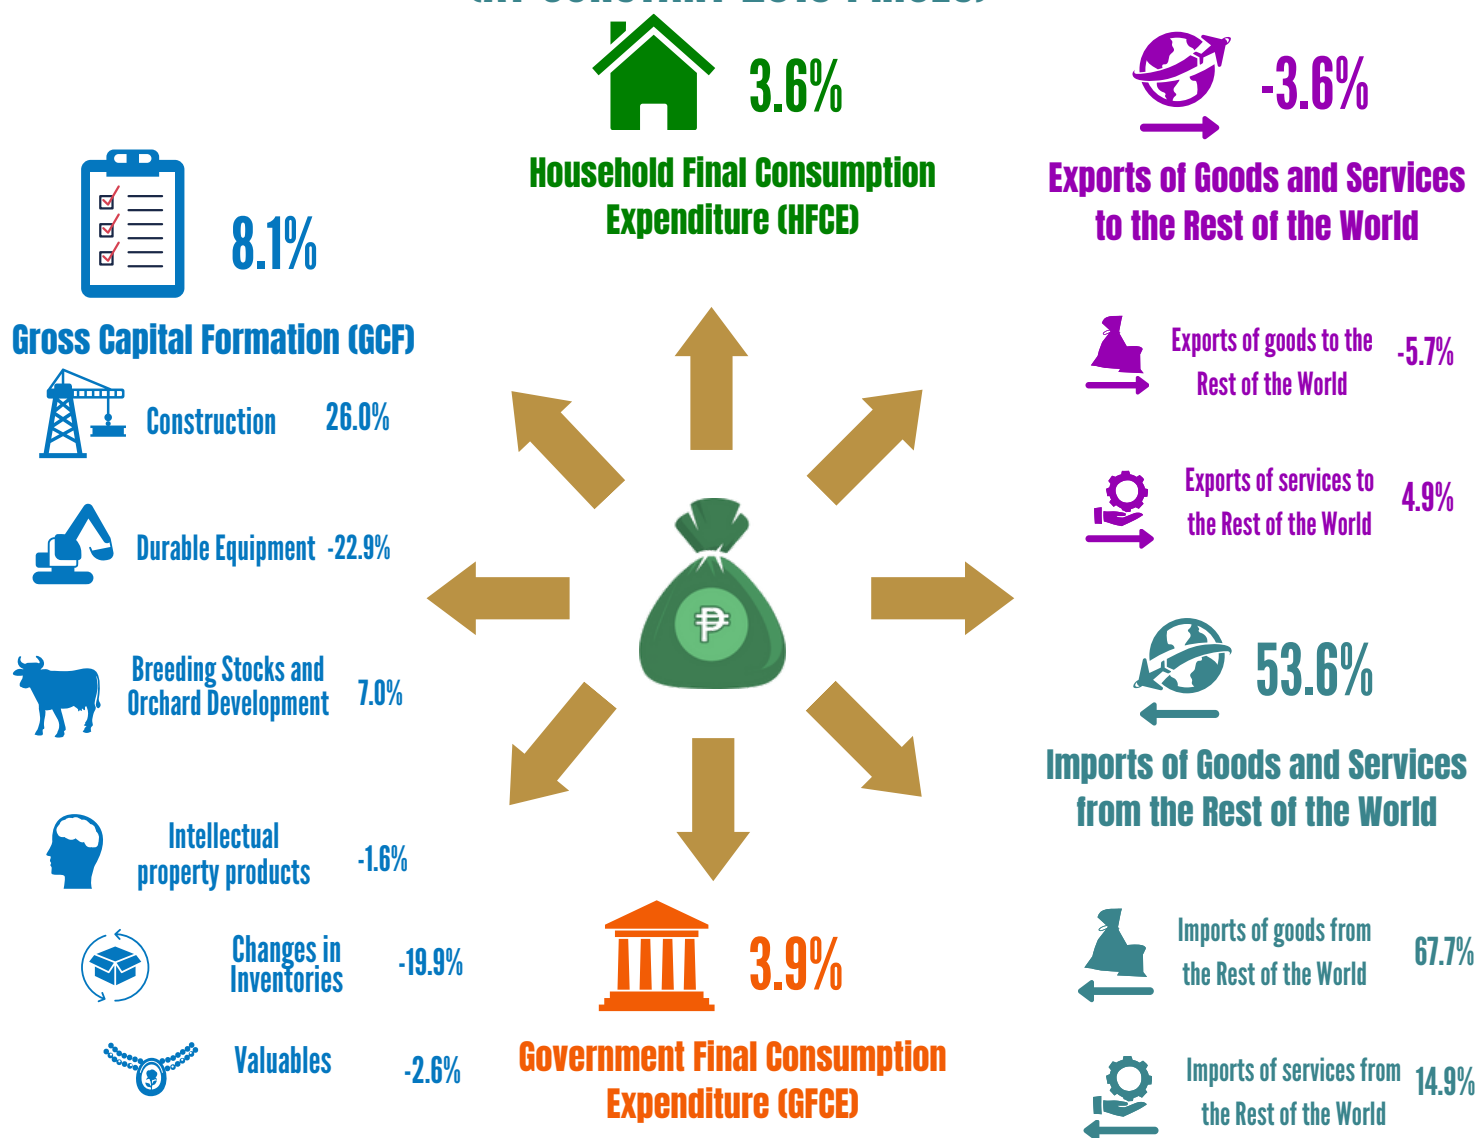 (AT CONSTANT 2018 PRICES)
3.6%
Household Final Consumption
Expenditure (HFCE)
-3.6%
Exports of Goods and Services
to the Rest of the World
Exports of goods to the
Rest of the World
-5.7%
Exports of services to
the Rest of the World
4.9%
8.1%
Gross Capital Formation (GCF)
Construction
26.0%
Durable Equipment
-22.9%
Breeding Stocks and
Orchard Development
7.0%
Intellectual
property products
-1.6%
Changes in
Inventories
-19.9%
Valuables
-2.6%
₱
53.6%
Imports of Goods and Services
from the Rest of the World
Imports of goods from
the Rest of the World
67.7%
Imports of services from
the Rest of the World
14.9%
3.9%
Government Final Consumption
Expenditure (GFCE)